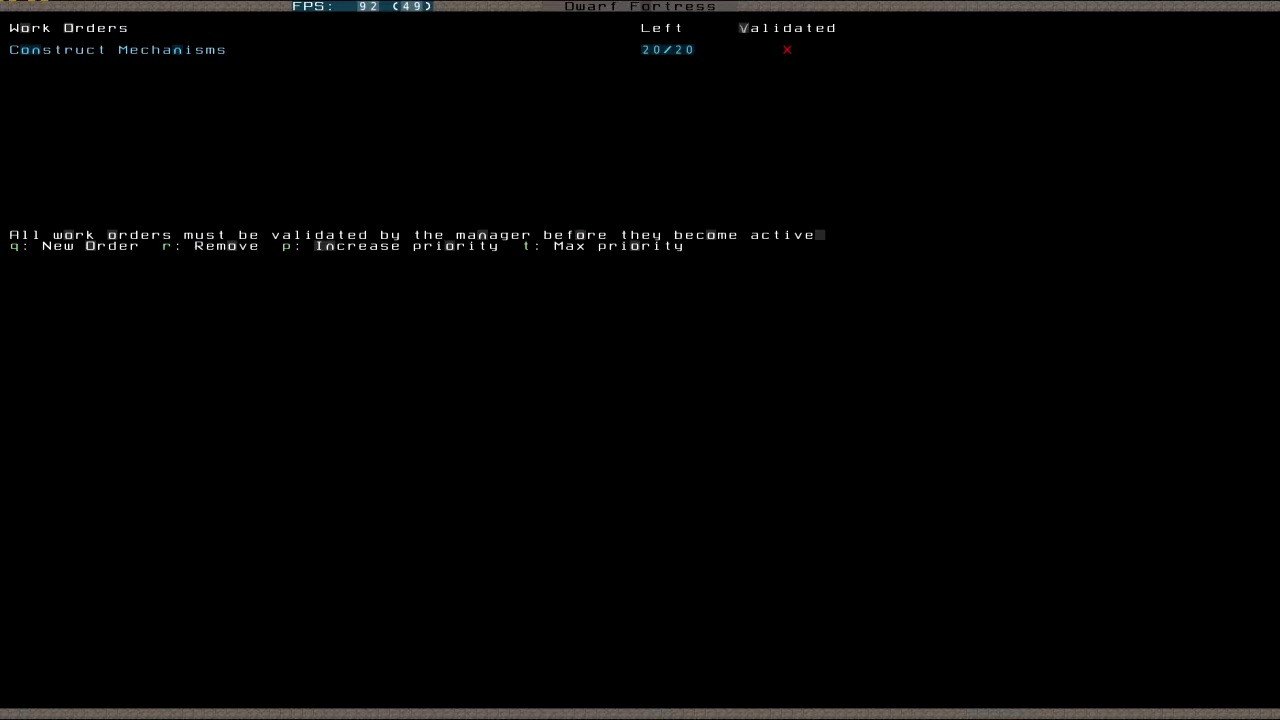 FPS: 92 (49) Dwarf Fortress
Work Orders Left Validated
Construct Mechanisms 20/20 X
All work orders must be validated by the manager before they become active.
q: New Order r: Remove p: Increase priority t: Max priority